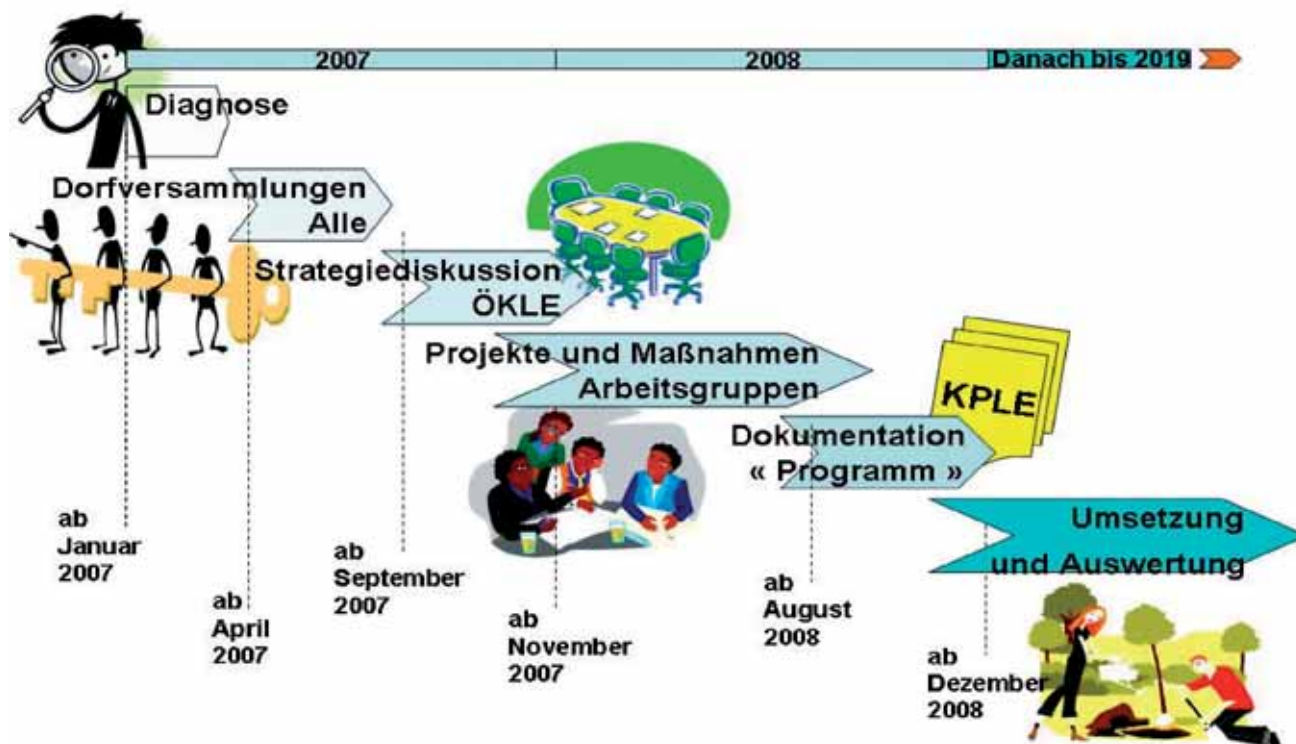 2007
2008
Danach bis 2019
Diagnose
Dorfversammlungen
Alle
Strategiediskussion
ÖKLE
Projekte und Maßnahmen
Arbeitsgruppen
KPLE
Dokumentation
« Programm »
Umsetzung
und Auswertung
ab
Januar
2007
ab
April
2007
ab
September
2007
ab
November
2007
ab
August
2008
ab
Dezember
2008